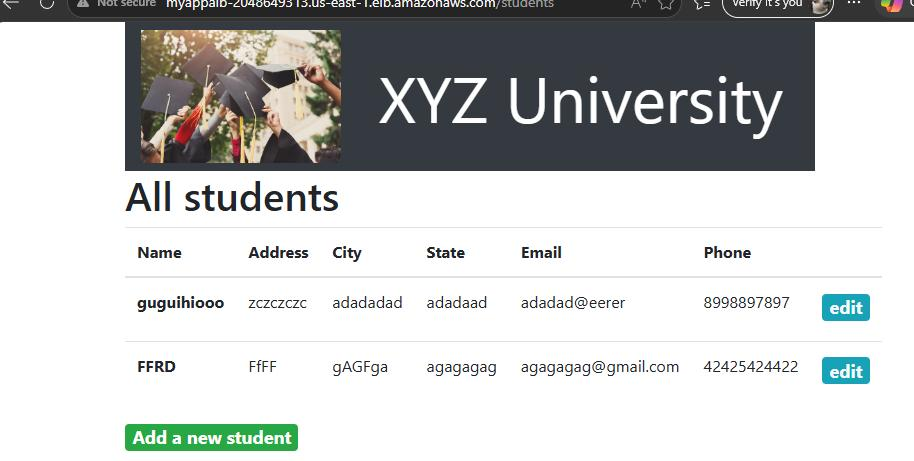 Not secure myappalb-2048649313.us-east-1.elb.amazonaws.com/students A Verify it's you
XYZ University
All students
Name Address City State Email Phone
guguihiooo zczczczc adadadad adadaad adadad@eerer 8998897897 edit
FFRD FfFF gAGFga agagagag agagagag@gmail.com 42425424422 edit
Add a new student